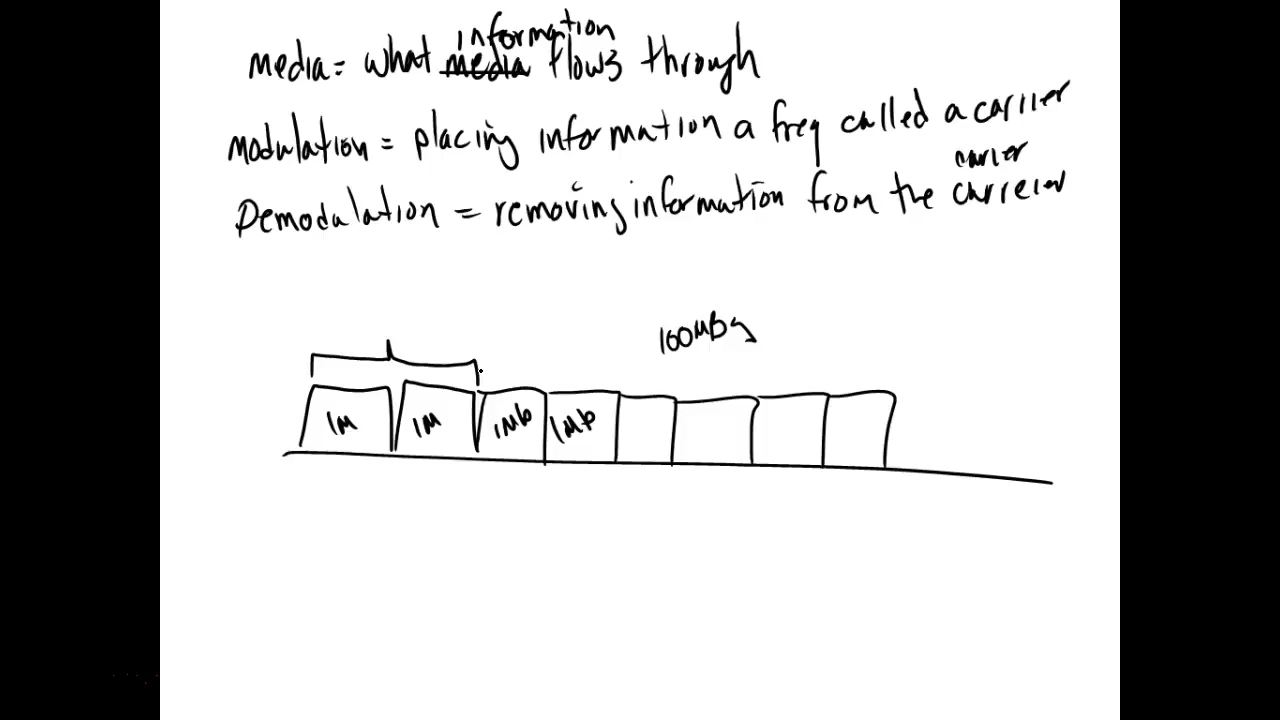 information
media = what media flows through
modulation = placing information a freq called a carrier
carier
Demodulation = removing information from the carreier
100MBs
1M 1M 1Mb 1Mb